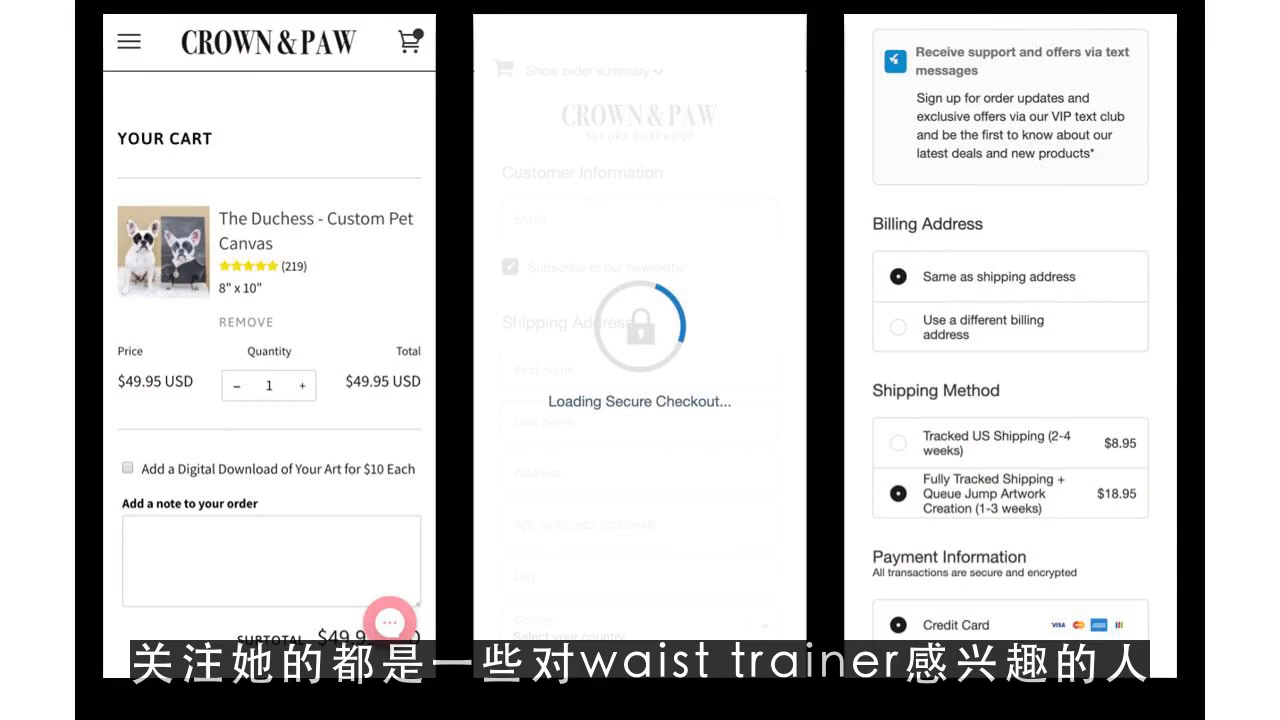 CROWN & PAW
YOUR CART
The Duchess - Custom Pet
Canvas
(219)
8" x 10"
REMOVE
Price Quantity Total
$49.95 USD − 1 + $49.95 USD
Add a Digital Download of Your Art for $10 Each
Add a note to your order
SUBTOTAL
Show order summary
CROWN & PAW
SECURE CHECKOUT
Customer Information
Email
Subscribe to our newsletter
Shipping Address
First name
Loading Secure Checkout...
Last name
Address
Apt, suite, etc. (optional)
City
Country
Select your country
Receive support and offers via text
messages
Sign up for order updates and
exclusive offers via our VIP text club
and be the first to know about our
latest deals and new products*
Billing Address
Same as shipping address
Use a different billing
address
Shipping Method
Tracked US Shipping (2-4
weeks) $8.95
Fully Tracked Shipping +
Queue Jump Artwork
Creation (1-3 weeks) $18.95
Payment Information
All transactions are secure and encrypted
Credit Card VISA
关注她的都是一些对waist trainer感兴趣的人